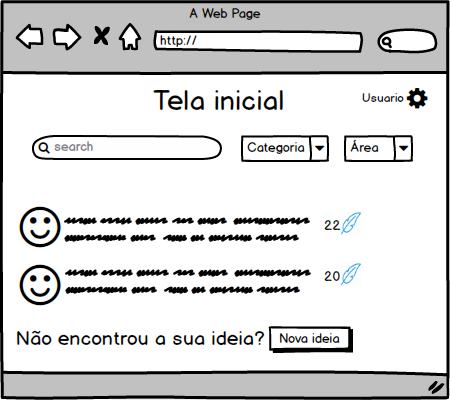 A Web Page
http://
Tela inicial
Usuario
search
Categoria
Área
22
20
Não encontrou a sua ideia? Nova ideia